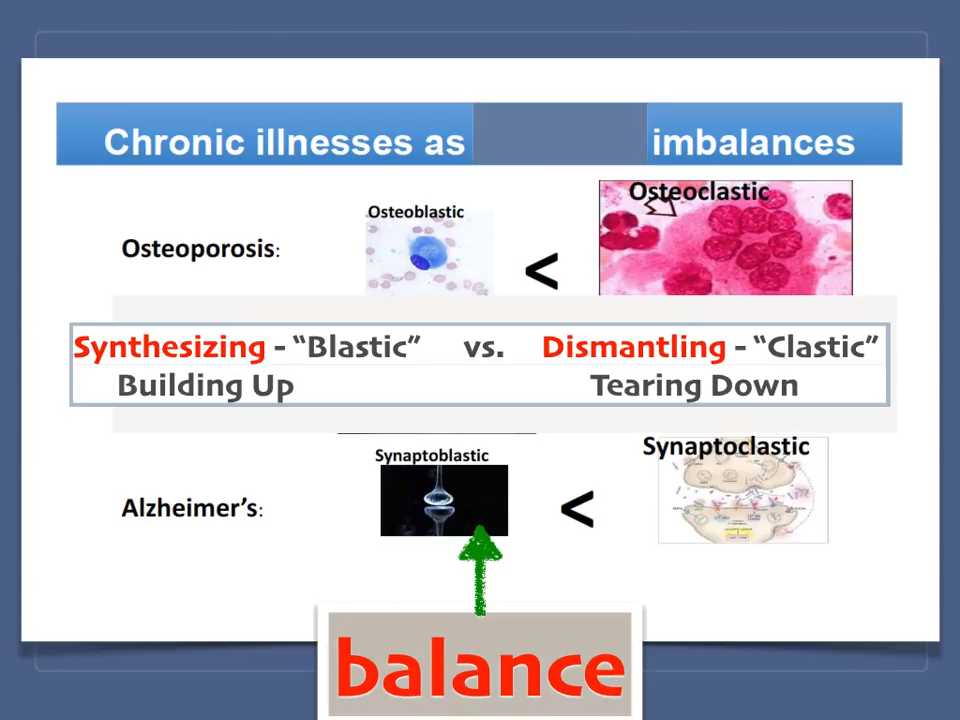 Chronic illnesses as imbalances
Osteoblastic
Osteoclastic
Osteoporosis:
<
Synthesizing - “Blastic” vs. Dismantling - “Clastic”
Building Up Tearing Down
Synaptoblastic
Synaptoclastic
Alzheimer’s:
<
balance